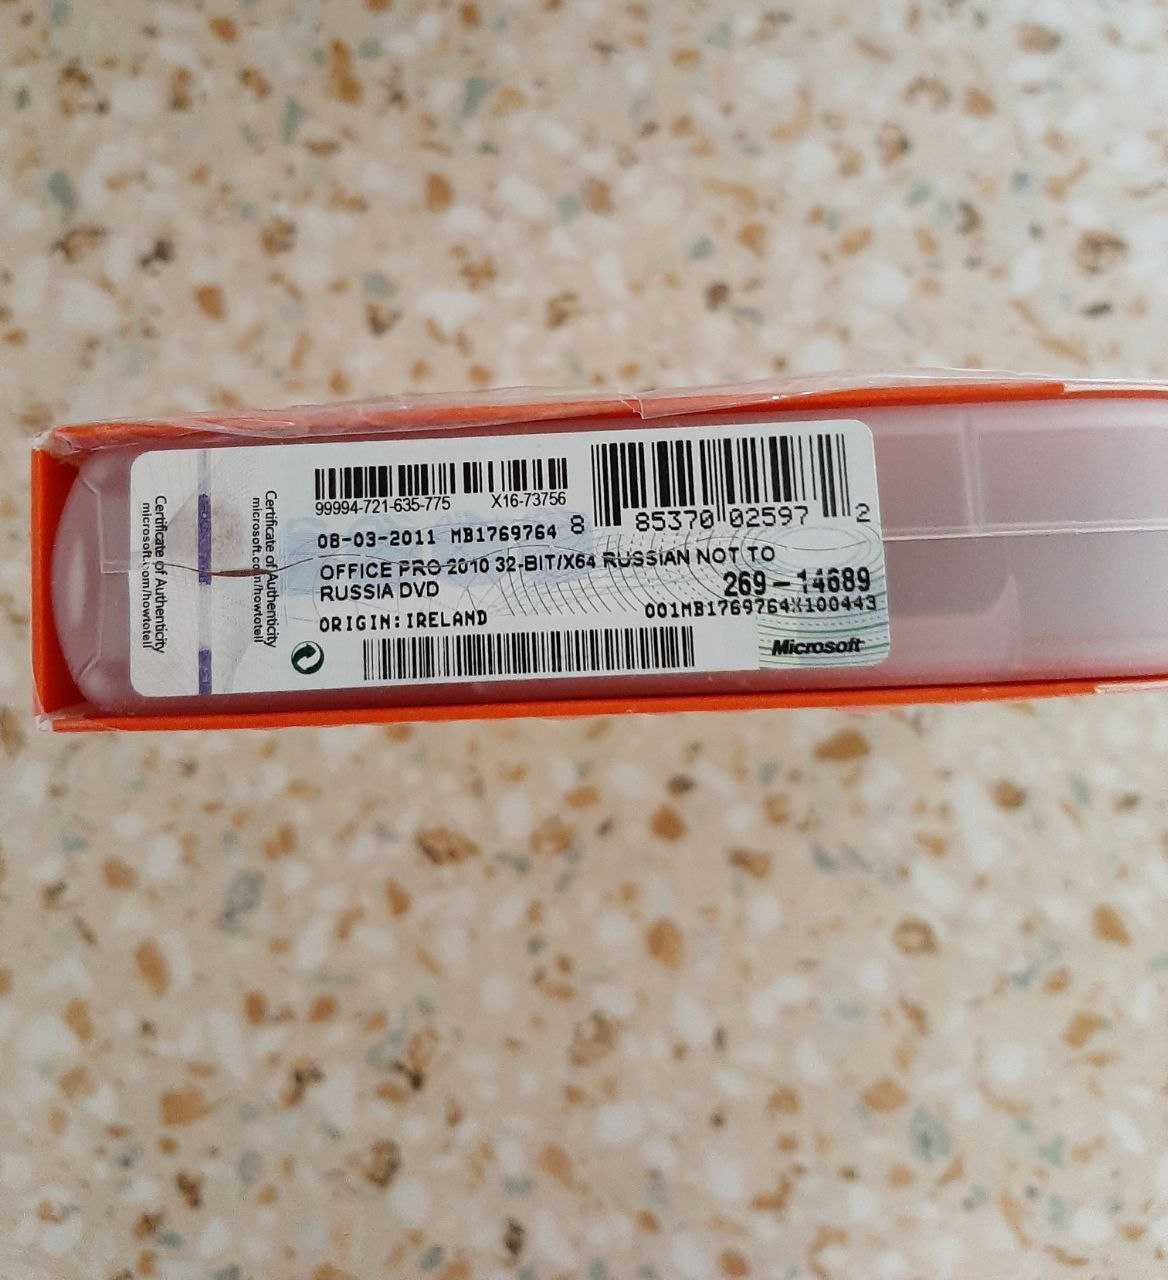 Certificate of Authenticity
microsoft.com/howtotell
Certificate of Authenticity
microsoft.com/howtotell
99994-721-635-775 X16-73756
8 85370 02597 2
08-03-2011 MB1769764
OFFICE PRO 2010 32-BIT/X64 RUSSIAN NOT TO
RUSSIA DVD
269-14689
ORIGIN:IRELAND
001MB1769764X100443
Microsoft